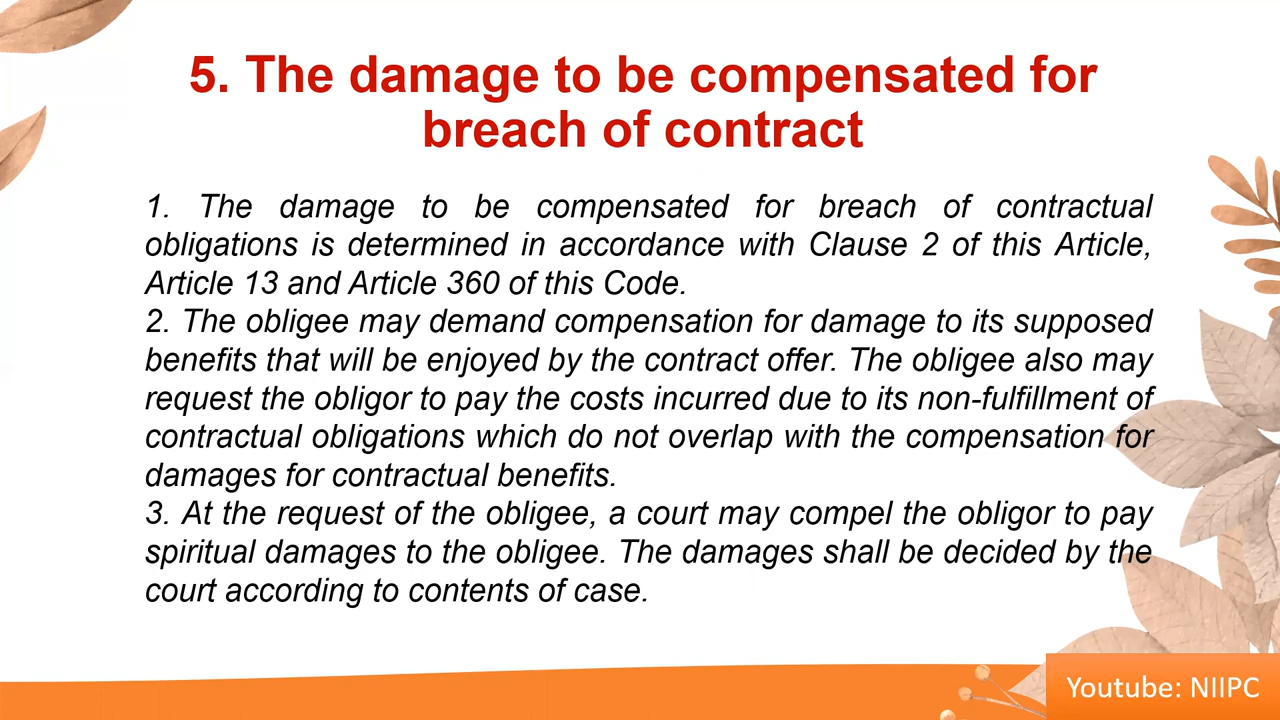 5. The damage to be compensated for
breach of contract
1. The damage to be compensated for breach of contractual
obligations is determined in accordance with Clause 2 of this Article,
Article 13 and Article 360 of this Code.
2. The obligee may demand compensation for damage to its supposed
benefits that will be enjoyed by the contract offer. The obligee also may
request the obligor to pay the costs incurred due to its non-fulfillment of
contractual obligations which do not overlap with the compensation for
damages for contractual benefits.
3. At the request of the obligee, a court may compel the obligor to pay
spiritual damages to the obligee. The damages shall be decided by the
court according to contents of case.
Youtube: NIIPC